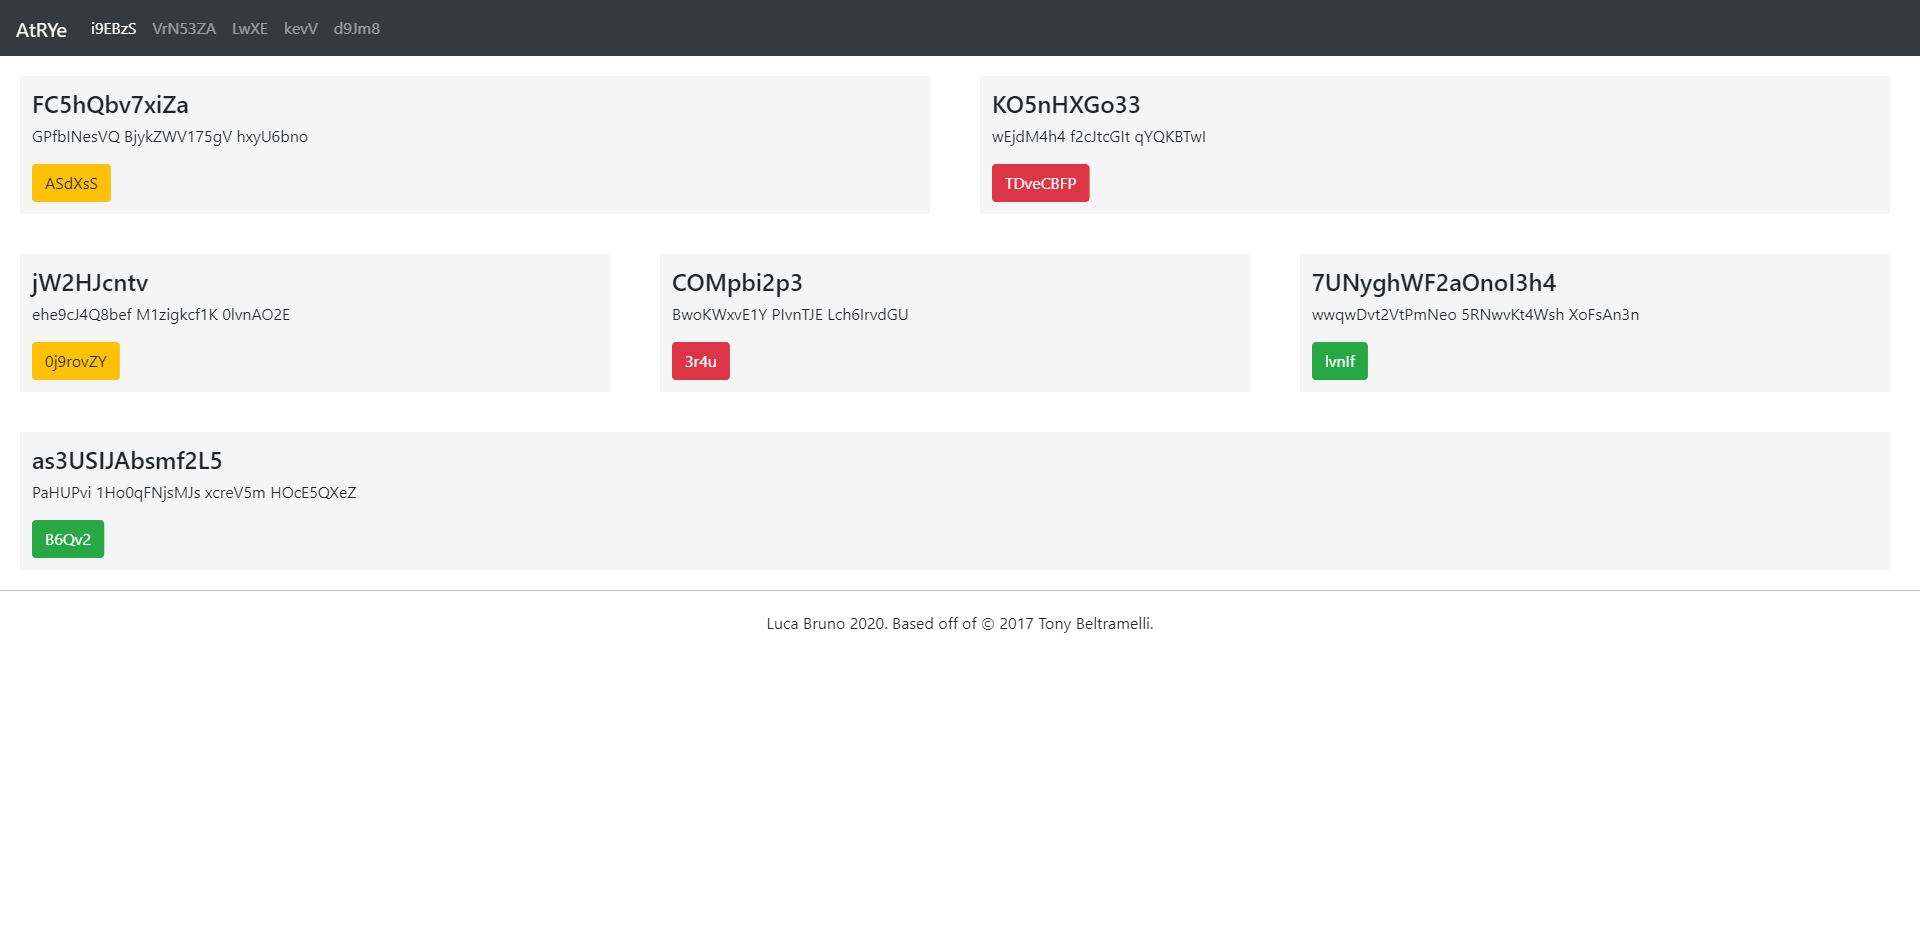 AtRYe i9EBzS VrN53ZA LwXE kevV d9Jm8
FC5hQbv7xiZa
GPfbINesVQ BjykZWV175gV hxyU6bno
ASdXsS
KO5nHXGo33
wEjdM4h4 f2cJtcGIt qYQKBTwI
TDveCBFP
jW2HJcntv
ehe9cJ4Q8bef M1zigkcf1K 0lvnAO2E
0j9rovZY
COMpbi2p3
BwoKWxvE1Y PIvnTJE Lch6IrvdGU
3r4u
7UNyghWF2aOnoI3h4
wwqwDvt2VtPmNeo 5RNwvKt4Wsh XoFsAn3n
lvnIf
as3USIJAbsmf2L5
PaHUPvi 1Ho0qFNjsMJs xcreV5m HOcE5QXeZ
B6Qv2
Luca Bruno 2020. Based off of © 2017 Tony Beltramelli.